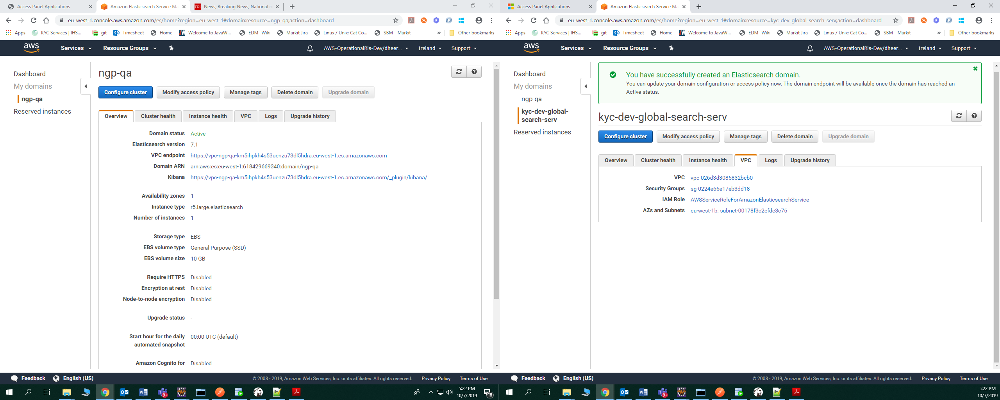 Access Panel Applications
Amazon Elasticsearch Service Ma
TOI News, Breaking News, National n
eu-west-1.console.aws.amazon.com/es/home?region=eu-west-1#domain:resource=ngp-qa;action=dashboard
Apps KYC Services | IHS... git Timesheet Home Welcome to JavaW... EDM -Wiki Markit Jira Linux / Unix: Cat Co... SBM - Markit » Other bookmarks
aws Services Resource Groups AWS-OperationalRis-Dev/dheer... Ireland Support
Dashboard
My domains
ngp-qa
Reserved instances
ngp-qa
Configure cluster Modify access policy Manage tags Delete domain Upgrade domain
Overview Cluster health Instance health VPC Logs Upgrade history
Domain status Active
Elasticsearch version 7.1
VPC endpoint https://vpc-ngp-qa-km5ihpkh4s53uenzu73dl5hdra.eu-west-1.es.amazonaws.com
Domain ARN arn:aws:es:eu-west-1:618429669340:domain/ngp-qa
Kibana https://vpc-ngp-qa-km5ihpkh4s53uenzu73dl5hdra.eu-west-1.es.amazonaws.com/_plugin/kibana/
Availability zones 1
Instance type r5.large.elasticsearch
Number of instances 1
Storage type EBS
EBS volume type General Purpose (SSD)
EBS volume size 10 GB
Require HTTPS Disabled
Encryption at rest Disabled
Node-to-node encryption Disabled
Upgrade status -
Start hour for the daily 00:00 UTC (default)
automated snapshot
Amazon Cognito for Disabled
Feedback English (US) © 2008 - 2019, Amazon Web Services, Inc. or its affiliates. All rights reserved. Privacy Policy Terms of Use
5:22 PM
10/7/2019
18
9+
Access Panel Applications
Amazon Elasticsearch Service Ma
eu-west-1.console.aws.amazon.com/es/home?region=eu-west-1#domain:resource=kyc-dev-global-search-serv;action=dashboard
Apps KYC Services | IHS... git Timesheet Home Welcome to JavaW... EDM -Wiki Markit Jira Linux / Unix: Cat Co... SBM - Markit » Other bookmarks
aws Services Resource Groups AWS-OperationalRis-Dev/dheer... Ireland Support
Dashboard
My domains
ngp-qa
kyc-dev-global-
search-serv
Reserved instances
You have successfully created an Elasticsearch domain.
You can update your domain configuration or access policy now. The domain endpoint will be available once the domain has reached an
Active status.
kyc-dev-global-search-serv
Configure cluster Modify access policy Manage tags Delete domain Upgrade domain
Overview Cluster health Instance health VPC Logs Upgrade history
VPC vpc-026d3d3085832bcb0
Security Groups sg-0224e66e17eb3dd18
IAM Role AWSServiceRoleForAmazonElasticsearchService
AZs and Subnets eu-west-1b: subnet-00178f3c2efde3c76
Feedback English (US) © 2008 - 2019, Amazon Web Services, Inc. or its affiliates. All rights reserved. Privacy Policy Terms of Use
9+
5:22 PM
10/7/2019